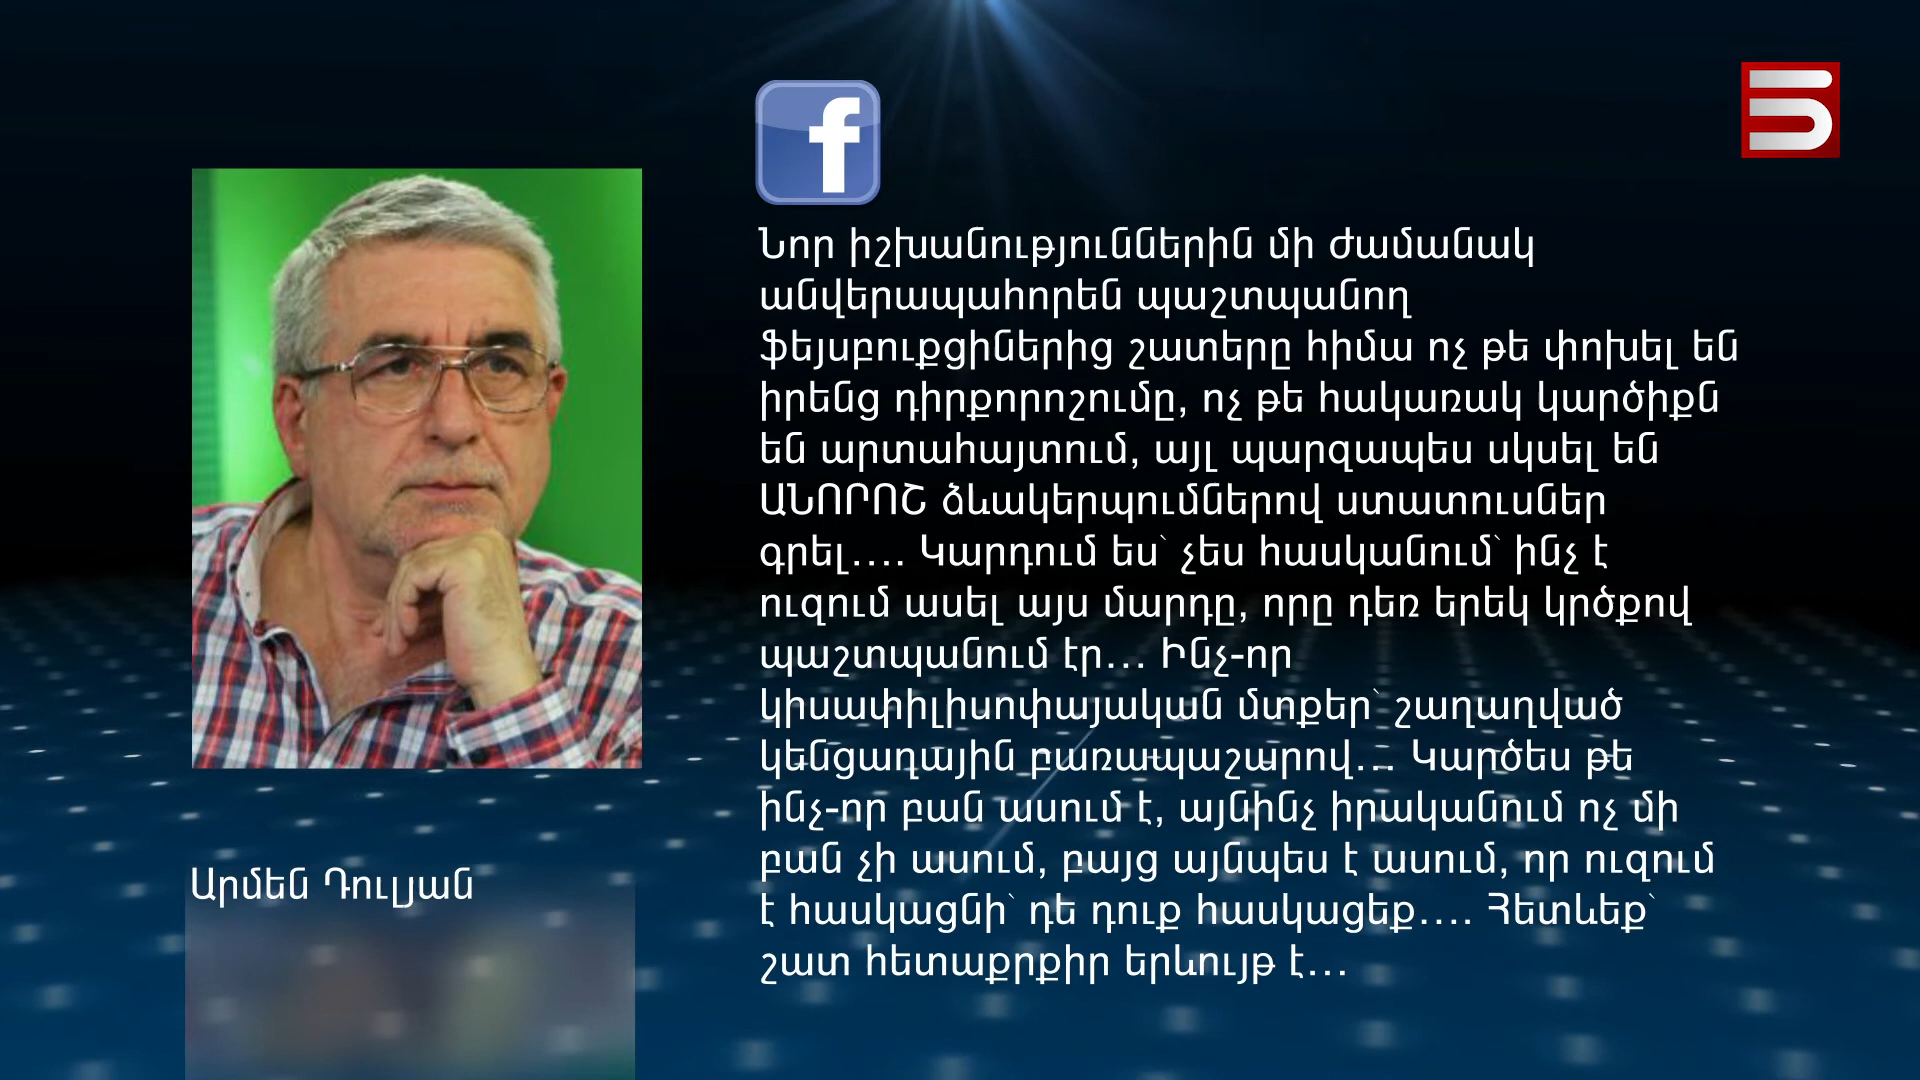 Նոր իշխանություններին մի ժամանակ
անվերապահորեն պաշտպանող
ֆեյսբուքցիներից շատերը հիմա ոչ թե փոխել են
իրենց դիրքորոշումը, ոչ թե հակառակ կարծիքն
են արտահայտում, այլ պարզապես սկսել են
ԱՆՈՐՈՇ ձևակերպումներով ստատուսներ
գրել…. Կարդում ես՝ չես հասկանում՝ ինչ է
ուզում ասել այս մարդը, որը դեռ երեկ կրծքով
պաշտպանում էր… Ինչ-որ
կիսափիլիսոփայական մտքեր՝ շաղաղված
կենցաղային բառապաշարով… Կարծես թե
ինչ-որ բան ասում է, այնինչ իրականում ոչ մի
բան չի ասում, բայց այնպես է ասում, որ ուզում
է հասկացնի՝ դե դուք հասկացեք…. Հետևեք՝
շատ հետաքրքիր երևույթ է…
Արմեն Դուլյան
f
5